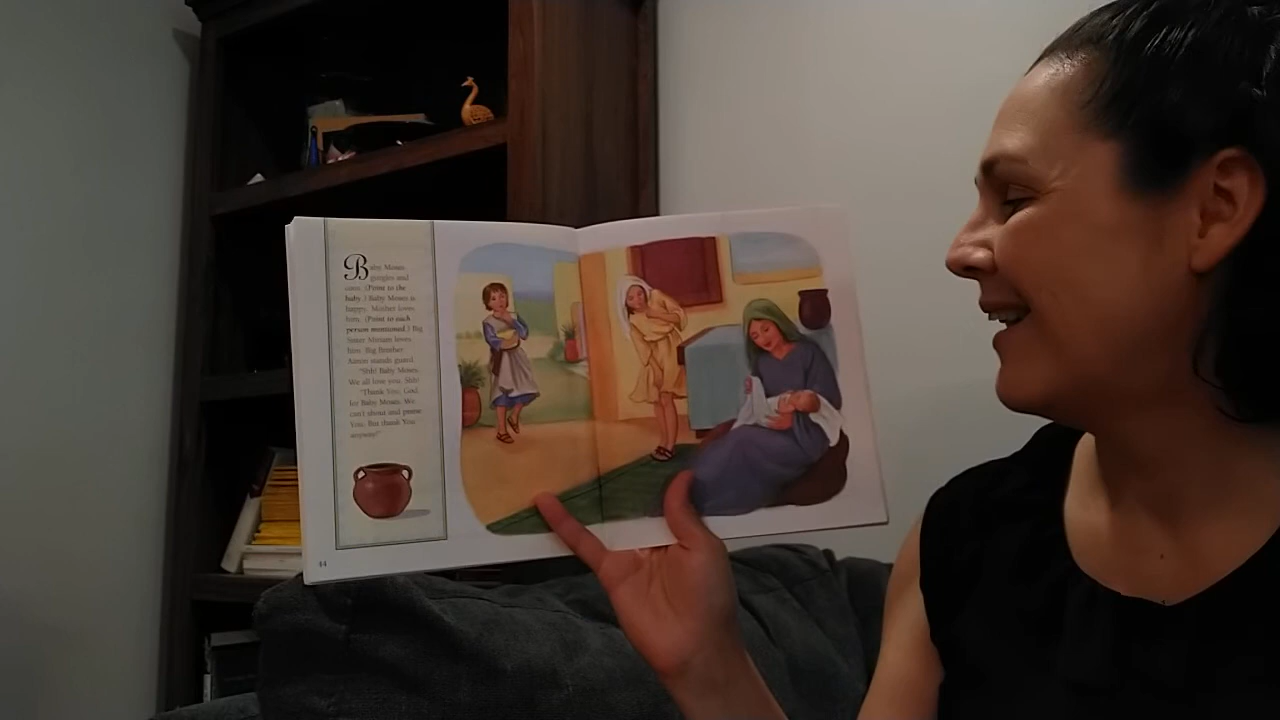 Baby Moses
gurgles and
coos. (Point to the
baby.) Baby Moses is
happy. Mother loves
him. (Point to each
person mentioned.) Big
Sister Miriam loves
him. Big Brother
Aaron stands guard.
"Shh! Baby Moses.
We all love you. Shh!
"Thank You, God,
for Baby Moses. We
can't shout and praise
You. But thank You
anyway!"
44